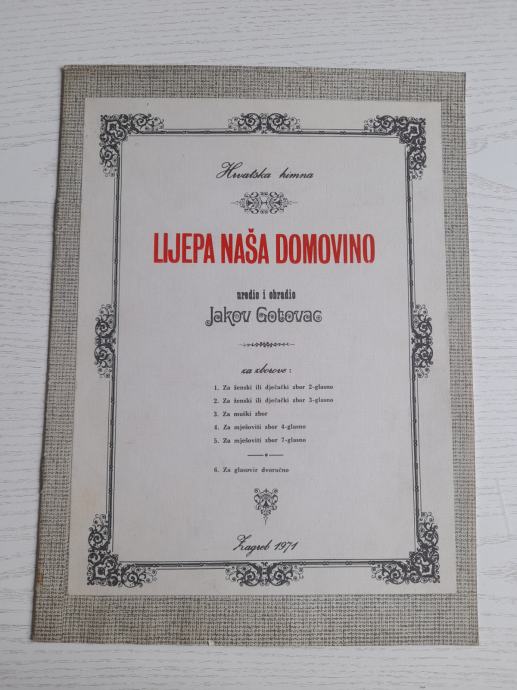 Hrvatska himna
LIJEPA NAŠA DOMOVINO
uredio i obradio
Jakov Gotovac
za zborove :
1. Za ženski ili dječački zbor 2-glasno
2. Za ženski ili dječački zbor 3-glasno
3. Za muški zbor
4. Za mješoviti zbor 4-glasno
5. Za mješoviti zbor 7-glasno
6. Za glasovir dvoručno
Zagreb 1971